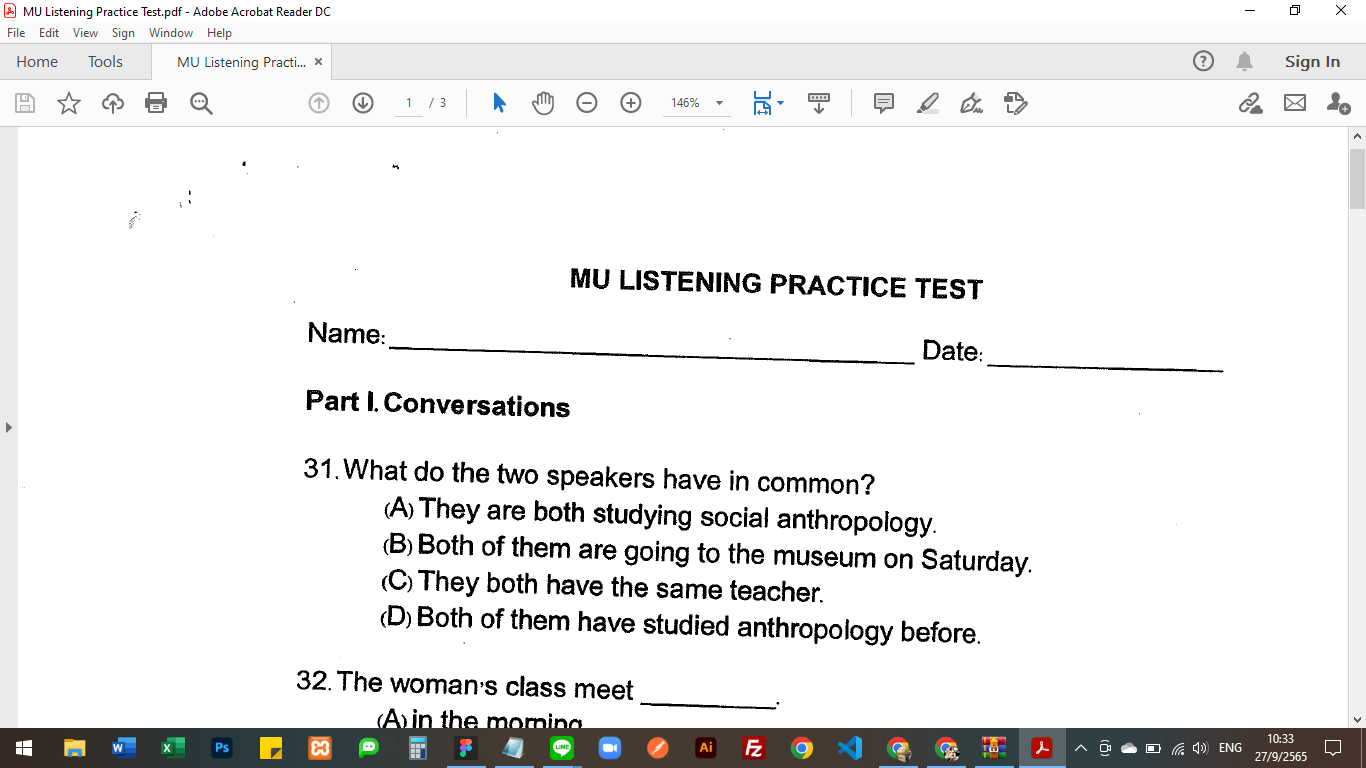 MU Listening Practice Test.pdf - Adobe Acrobat Reader DC
File Edit View Sign Window Help
Home Tools MU Listening Practi... × Sign In
1 / 3 146%
MU LISTENING PRACTICE TEST
Name: Date:
Part I. Conversations
31. What do the two speakers have in common?
(A) They are both studying social anthropology.
(B) Both of them are going to the museum on Saturday.
(C) They both have the same teacher.
(D) Both of them have studied anthropology before.
32. The woman's class meet __________.
(A) in the morning
ENG 10:33
27/9/2565